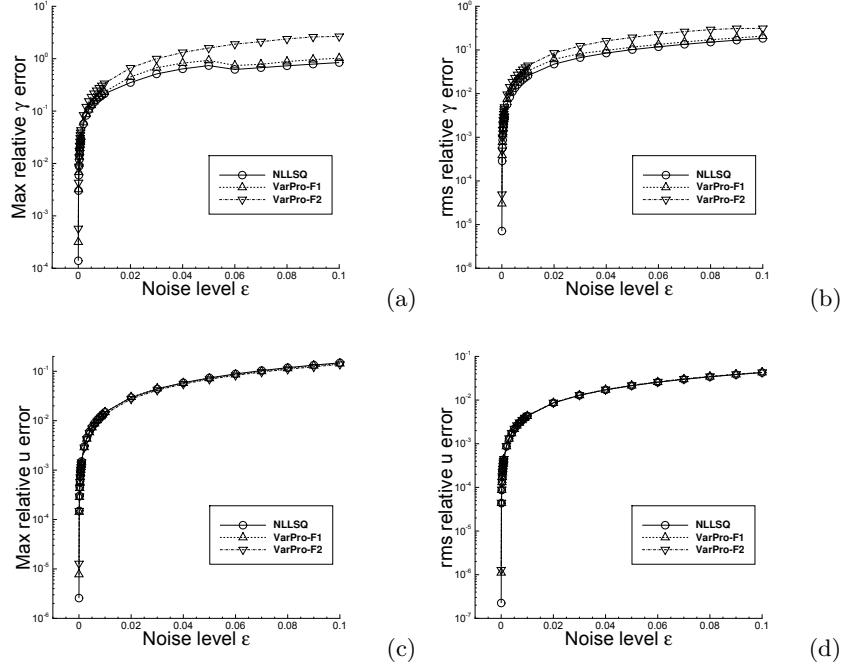 Max relative γ error
10^1
10^0
10^-1
10^-2
10^-3
10^-4
NLLSQ
VarPro-F1
VarPro-F2
0 0.02 0.04 0.06 0.08 0.1
Noise level ε
(a)
rms relative γ error
10^0
10^-1
10^-2
10^-3
10^-4
10^-5
10^-6
NLLSQ
VarPro-F1
VarPro-F2
0 0.02 0.04 0.06 0.08 0.1
Noise level ε
(b)
Max relative u error
10^-1
10^-2
10^-3
10^-4
10^-5
10^-6
NLLSQ
VarPro-F1
VarPro-F2
0 0.02 0.04 0.06 0.08 0.1
Noise level ε
(c)
rms relative u error
10^-1
10^-2
10^-3
10^-4
10^-5
10^-6
10^-7
NLLSQ
VarPro-F1
VarPro-F2
0 0.02 0.04 0.06 0.08 0.1
Noise level ε
(d)